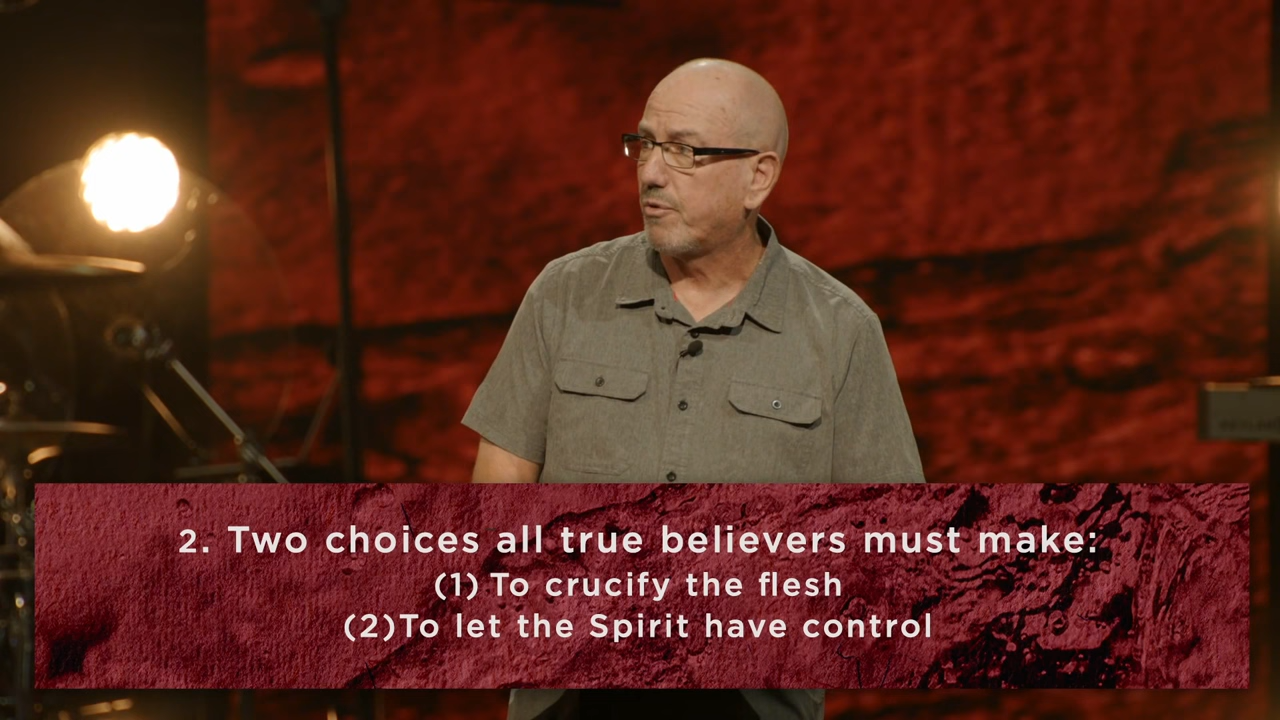 2. Two choices all true believers must make:
(1) To crucify the flesh
(2)To let the Spirit have control